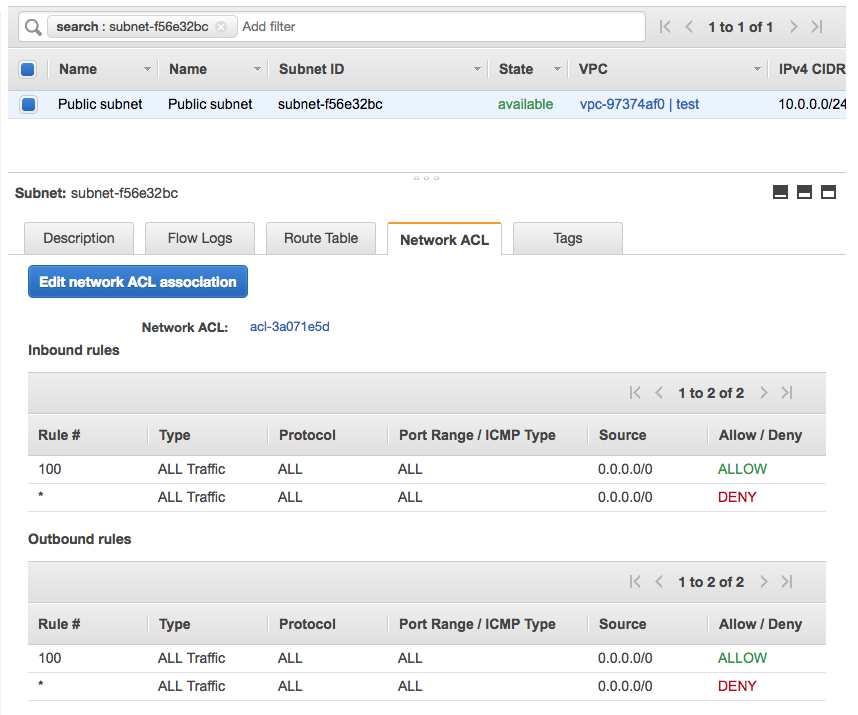 search : subnet-f56e32bc Add filter 1 to 1 of 1
Name Name Subnet ID State VPC IPv4 CIDR
Public subnet Public subnet subnet-f56e32bc available vpc-97374af0 | test 10.0.0.0/24
Subnet: subnet-f56e32bc
Description Flow Logs Route Table Network ACL Tags
Edit network ACL association
Network ACL: acl-3a071e5d
Inbound rules
1 to 2 of 2
Rule # Type Protocol Port Range / ICMP Type Source Allow / Deny
100 ALL Traffic ALL ALL 0.0.0.0/0 ALLOW
* ALL Traffic ALL ALL 0.0.0.0/0 DENY
Outbound rules
1 to 2 of 2
Rule # Type Protocol Port Range / ICMP Type Source Allow / Deny
100 ALL Traffic ALL ALL 0.0.0.0/0 ALLOW
* ALL Traffic ALL ALL 0.0.0.0/0 DENY